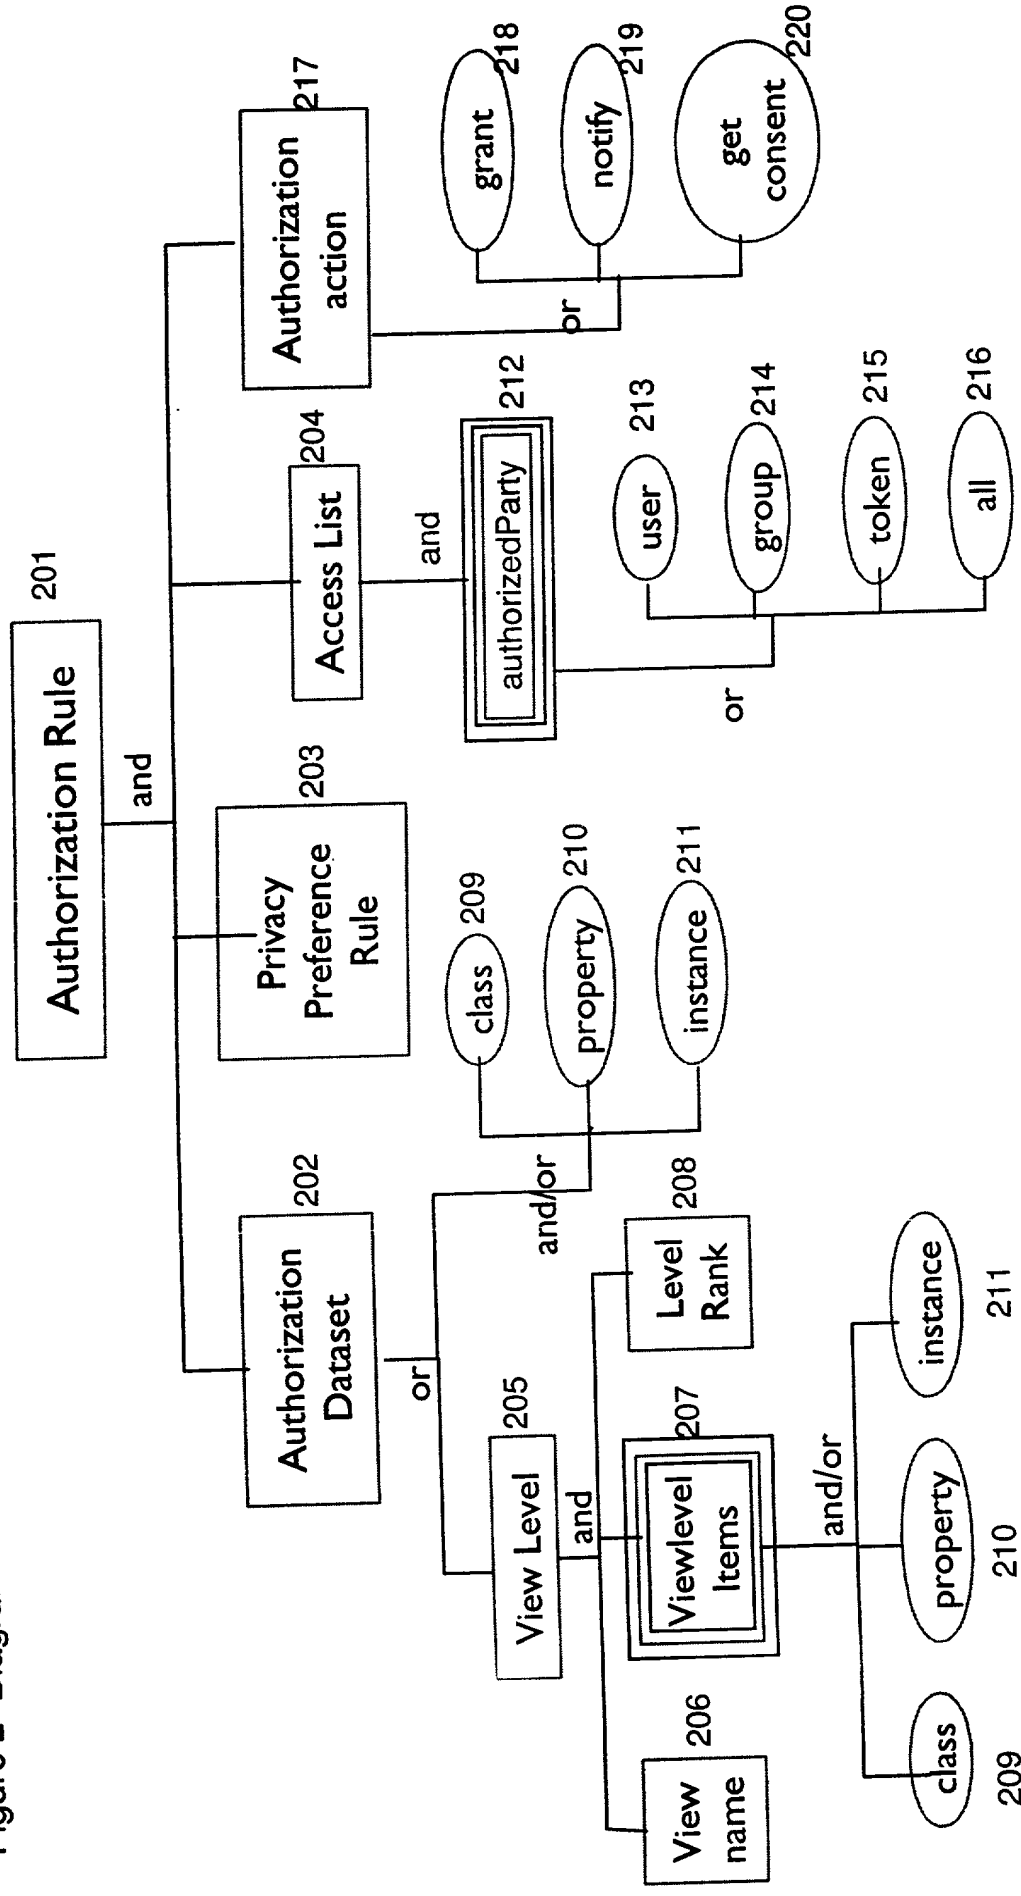 Figure 2
Authorization Rule
201
and
Authorization
Dataset
202
Privacy
Preference
Rule
203
Access List
204
Authorization
action
217
or
and
or
View Level
205
and/or
class
209
property
210
instance
211
authorizedParty
212
grant
218
notify
219
get
consent
220
and
or
View
name
206
Viewlevel
Items
207
Level
Rank
208
user
213
group
214
token
215
all
216
and/or
class
209
property
210
instance
211